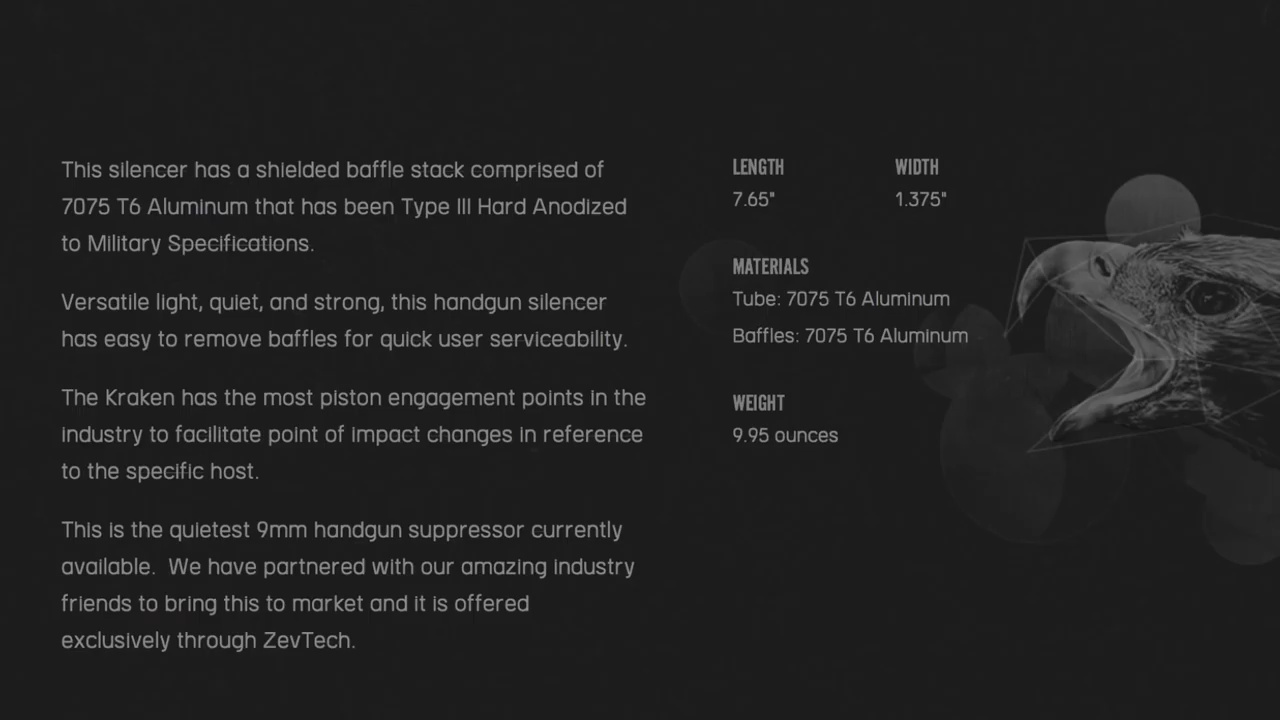 This silencer has a shielded baffle stack comprised of
7075 T6 Aluminum that has been Type III Hard Anodized
to Military Specifications.
Versatile light, quiet, and strong, this handgun silencer
has easy to remove baffles for quick user serviceability.
The Kraken has the most piston engagement points in the
industry to facilitate point of impact changes in reference
to the specific host.
This is the quietest 9mm handgun suppressor currently
available.  We have partnered with our amazing industry
friends to bring this to market and it is offered
exclusively through ZevTech.
LENGTH WIDTH
7.65" 1.375"
MATERIALS
Tube: 7075 T6 Aluminum
Baffles: 7075 T6 Aluminum
WEIGHT
9.95 ounces